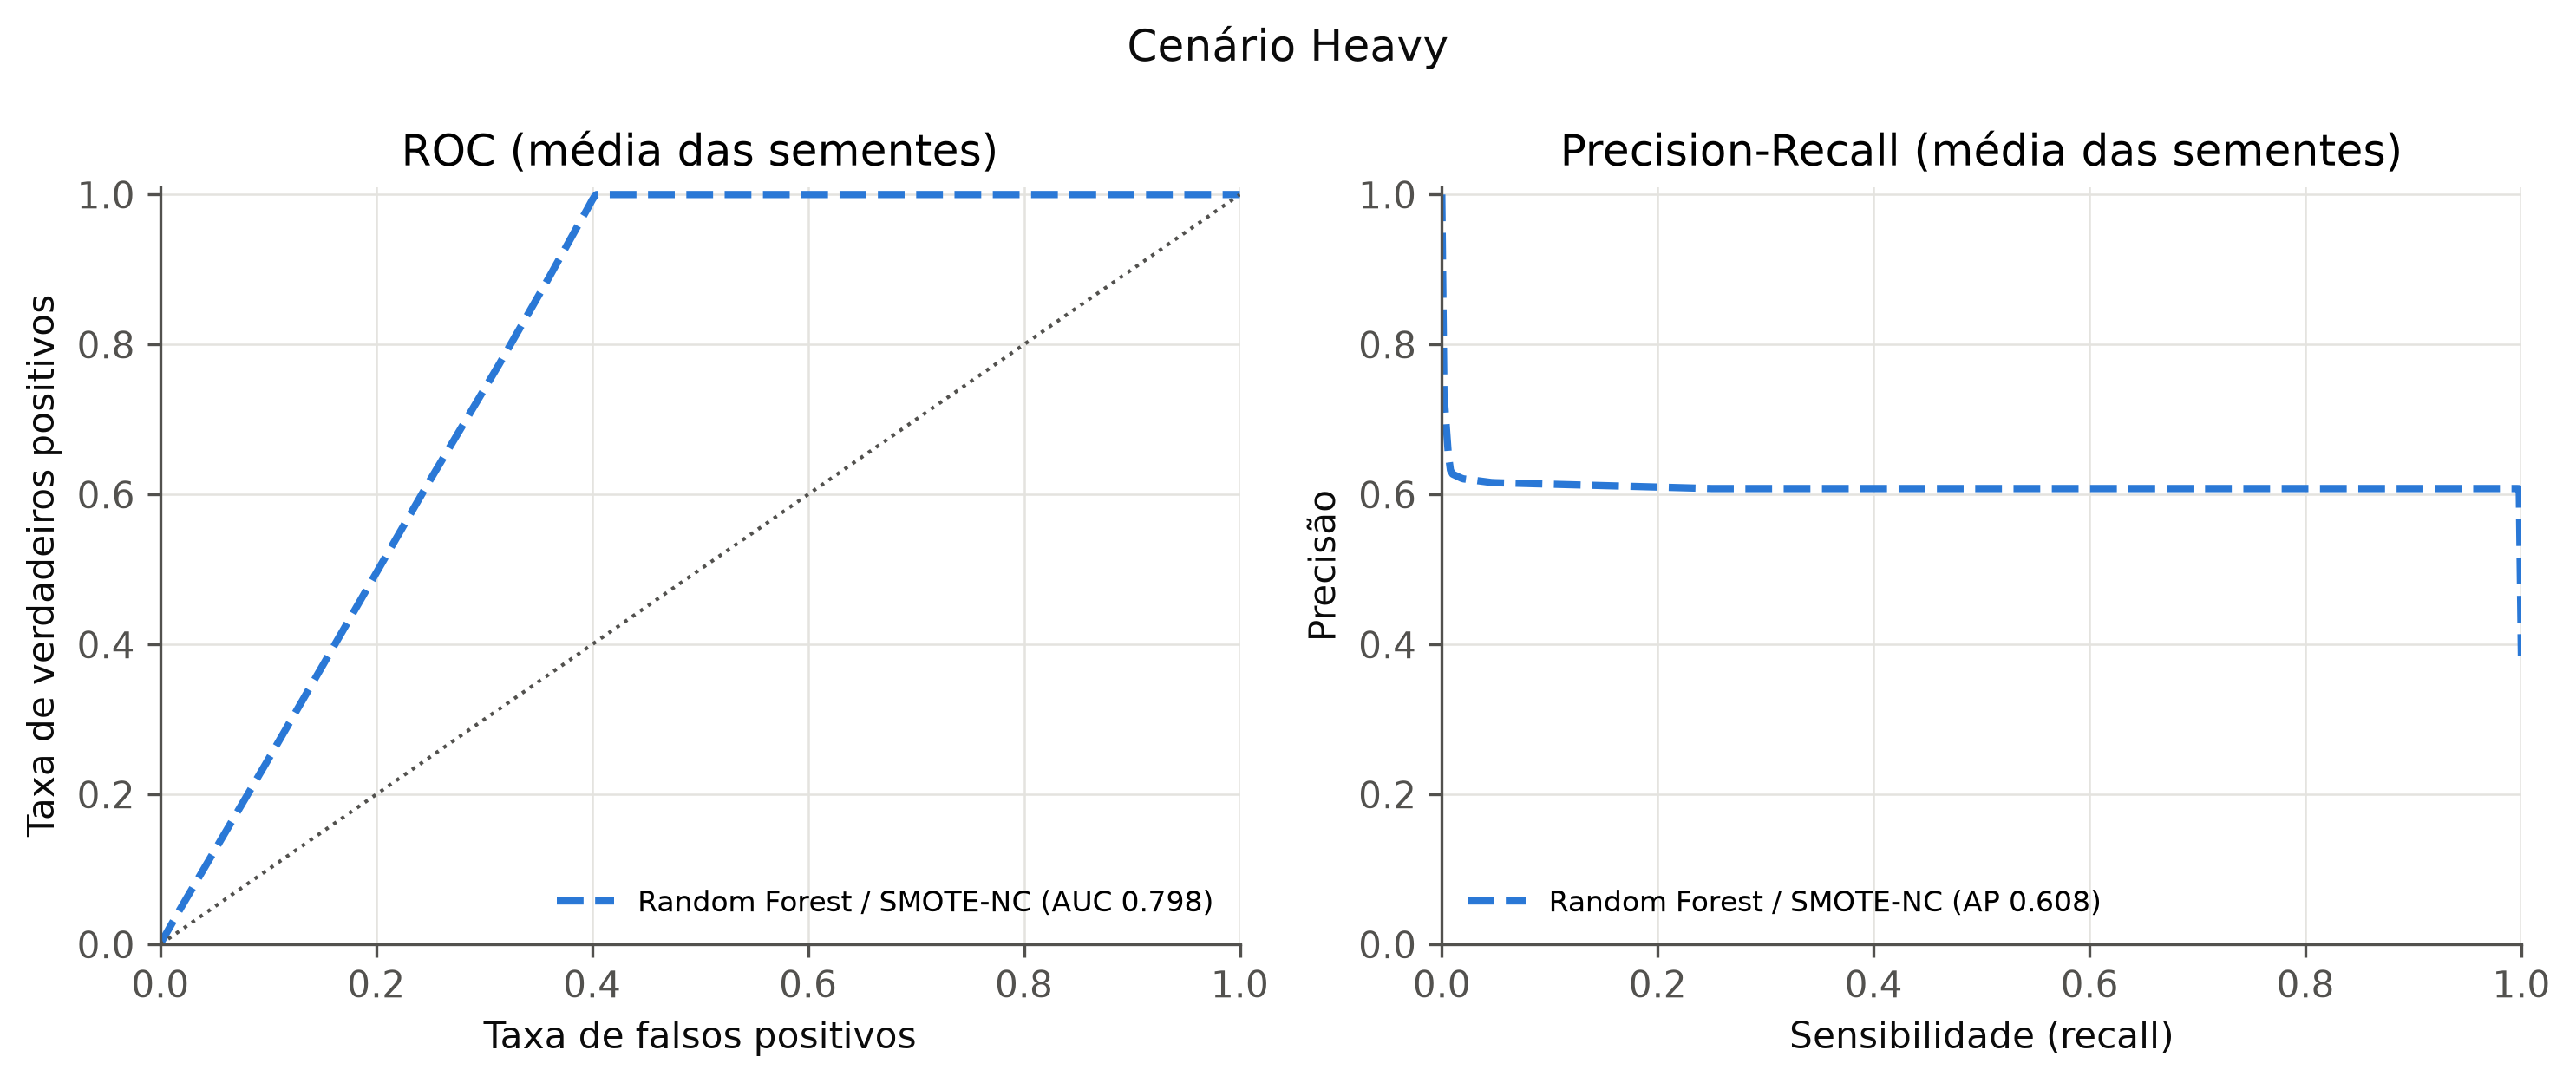 Cenário Heavy
ROC (média das sementes)
Taxa de verdadeiros positivos
1.0
0.8
0.6
0.4
0.2
0.0
0.0 0.2 0.4 0.6 0.8 1.0
Taxa de falsos positivos
Random Forest / SMOTE-NC (AUC 0.798)
Precision-Recall (média das sementes)
Precisão
1.0
0.8
0.6
0.4
0.2
0.0
0.0 0.2 0.4 0.6 0.8 1.0
Sensibilidade (recall)
Random Forest / SMOTE-NC (AP 0.608)